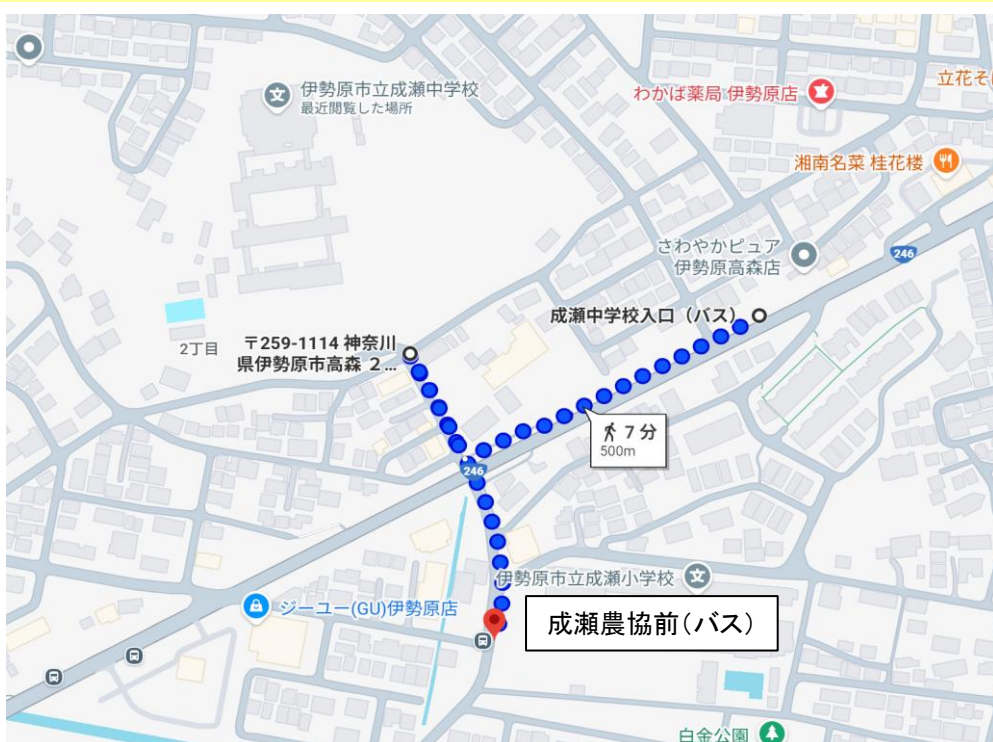 伊勢原市立成瀬中学校
最近閲覧した場所
わかば薬局 伊勢原店
立花そ
湘南名菜 桂花楼
さわやかピュア
伊勢原高森店
246
成瀬中学校入口（バス）
2丁目
〒259-1114 神奈川
県伊勢原市高森 2...
7 分
500m
246
伊勢原市立成瀬小学校
ジーユー(GU)伊勢原店
成瀬農協前(バス)
白金公園